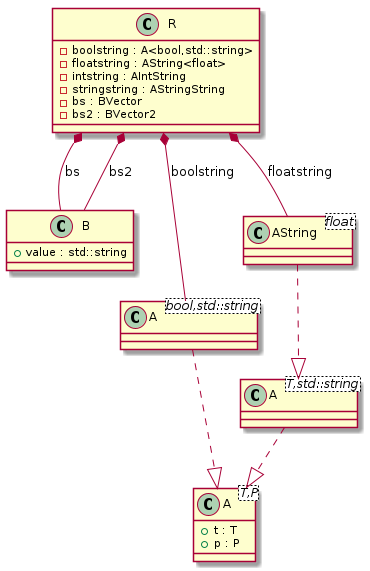 C R
boolstring : A<bool,std::string>
floatstring : AString<float>
intstring : AIntString
stringstring : AStringString
bs : BVector
bs2 : BVector2
bs
bs2
boolstring
floatstring
C B
value : std::string
C AString
float
C A
bool,std::string
C A
T,std::string
C A
T,P
t : T
p : P